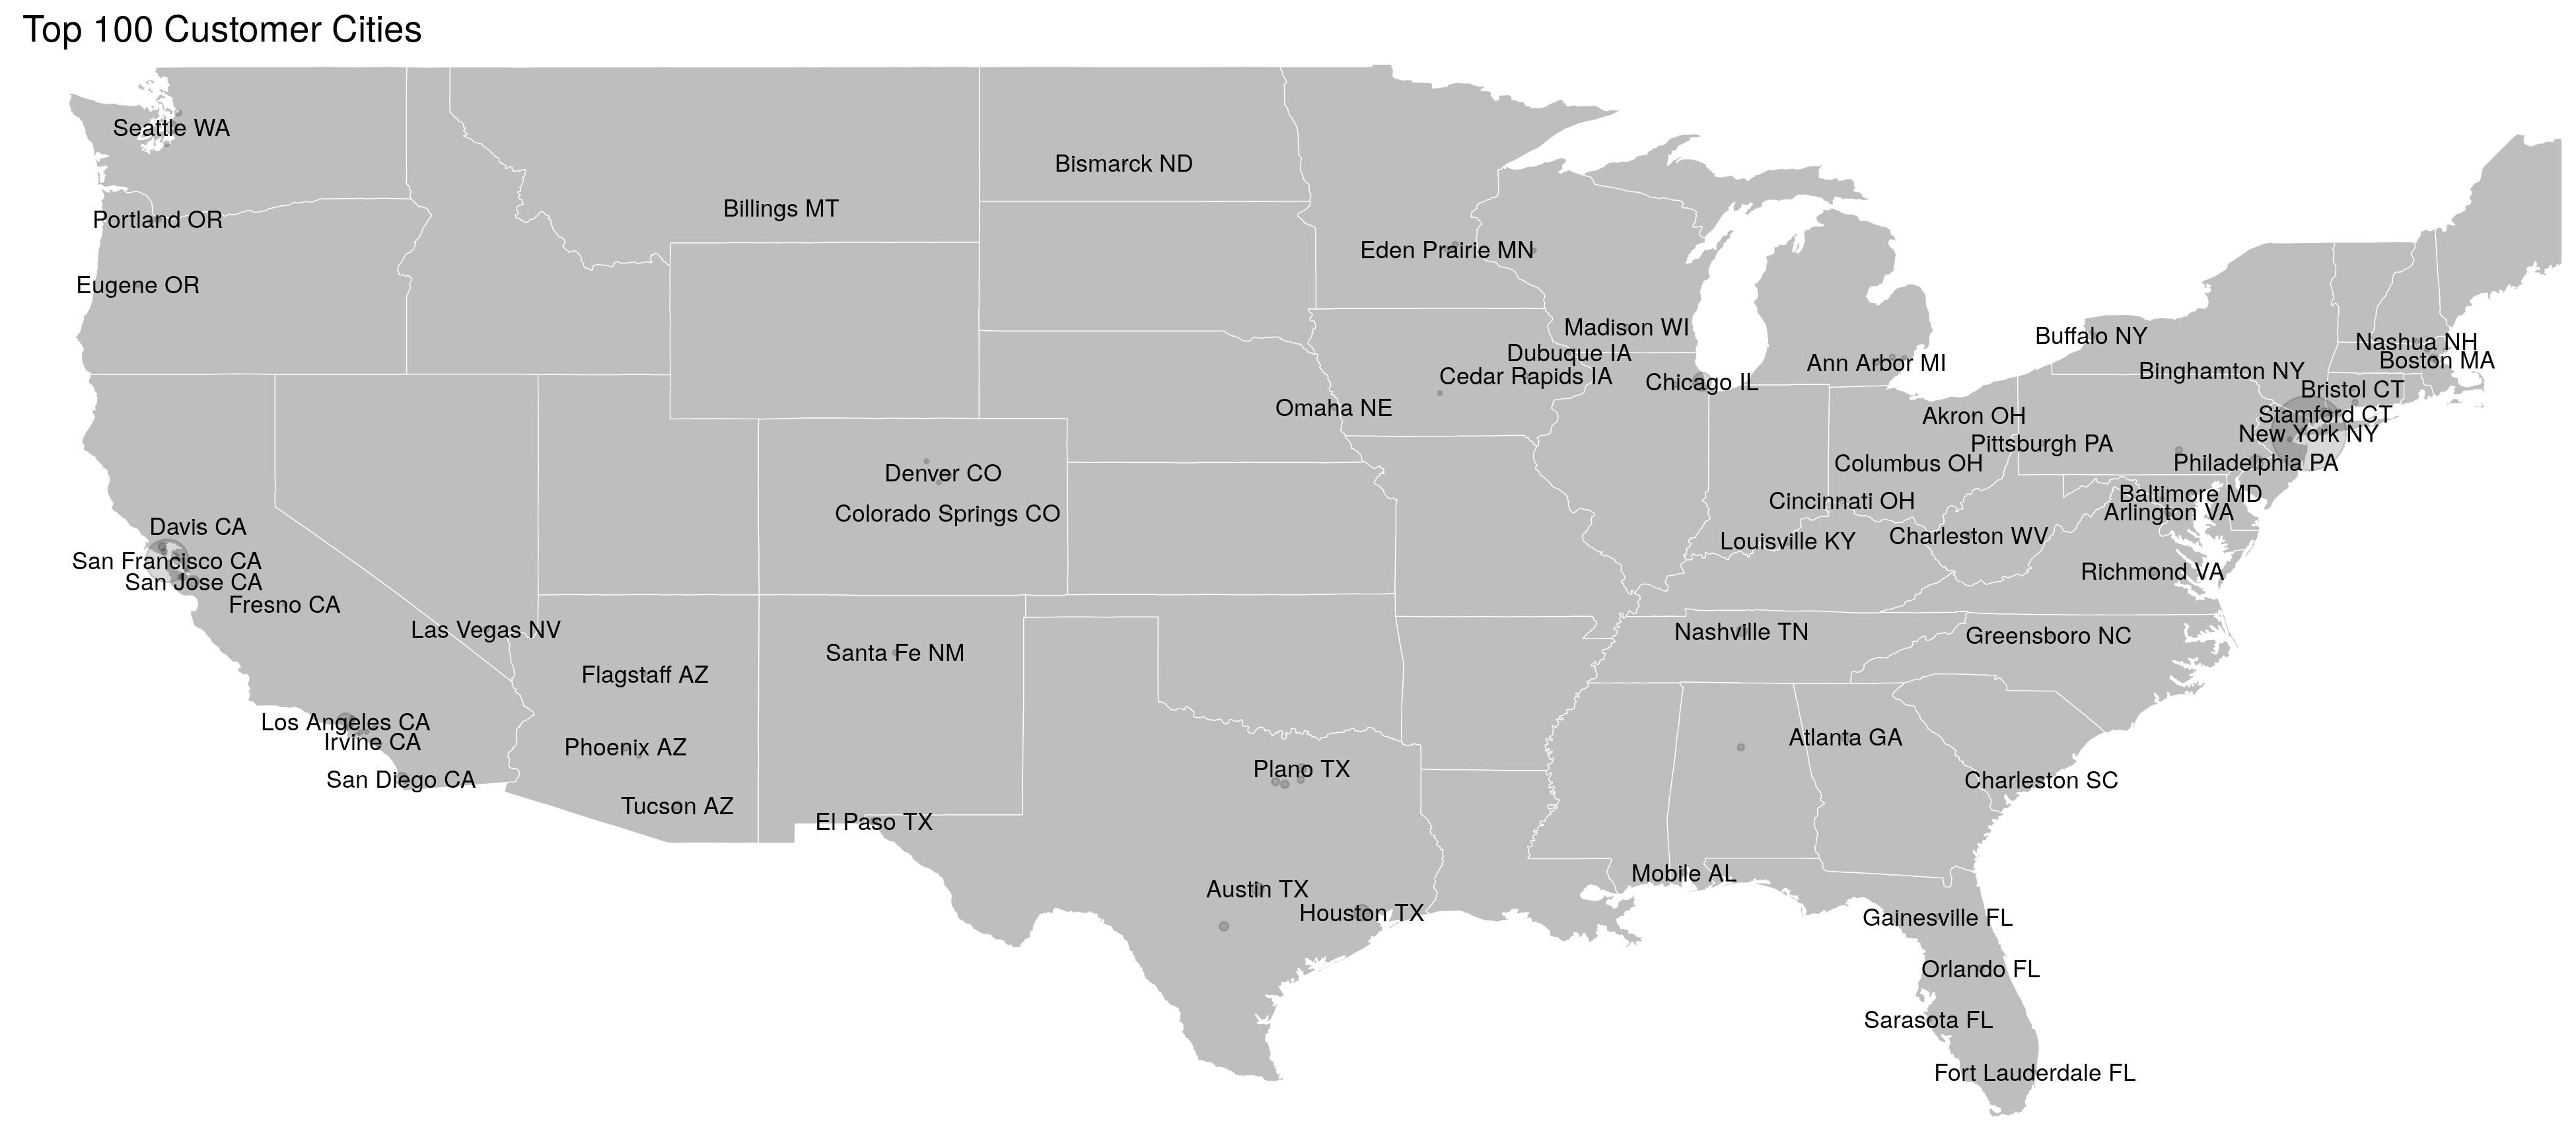 Top 100 Customer Cities
Seattle WA
Bismarck ND
Billings MT
Portland OR
Eden Prairie MN
Eugene OR
Madison WI
Buffalo NY
Nashua NH
Dubuque IA
Boston MA
Ann Arbor MI
Binghamton NY
Cedar Rapids IA
Chicago IL
Bristol CT
Omaha NE
Stamford CT
Akron OH
New York NY
Pittsburgh PA
Columbus OH
Philadelphia PA
Denver CO
Baltimore MD
Cincinnati OH
Arlington VA
Colorado Springs CO
Davis CA
Charleston WV
Louisville KY
San Francisco CA
Richmond VA
San Jose CA
Fresno CA
Las Vegas NV
Nashville TN
Greensboro NC
Santa Fe NM
Flagstaff AZ
Los Angeles CA
Atlanta GA
Irvine CA
Phoenix AZ
Plano TX
San Diego CA
Charleston SC
Tucson AZ
El Paso TX
Mobile AL
Austin TX
Houston TX
Gainesville FL
Orlando FL
Sarasota FL
Fort Lauderdale FL